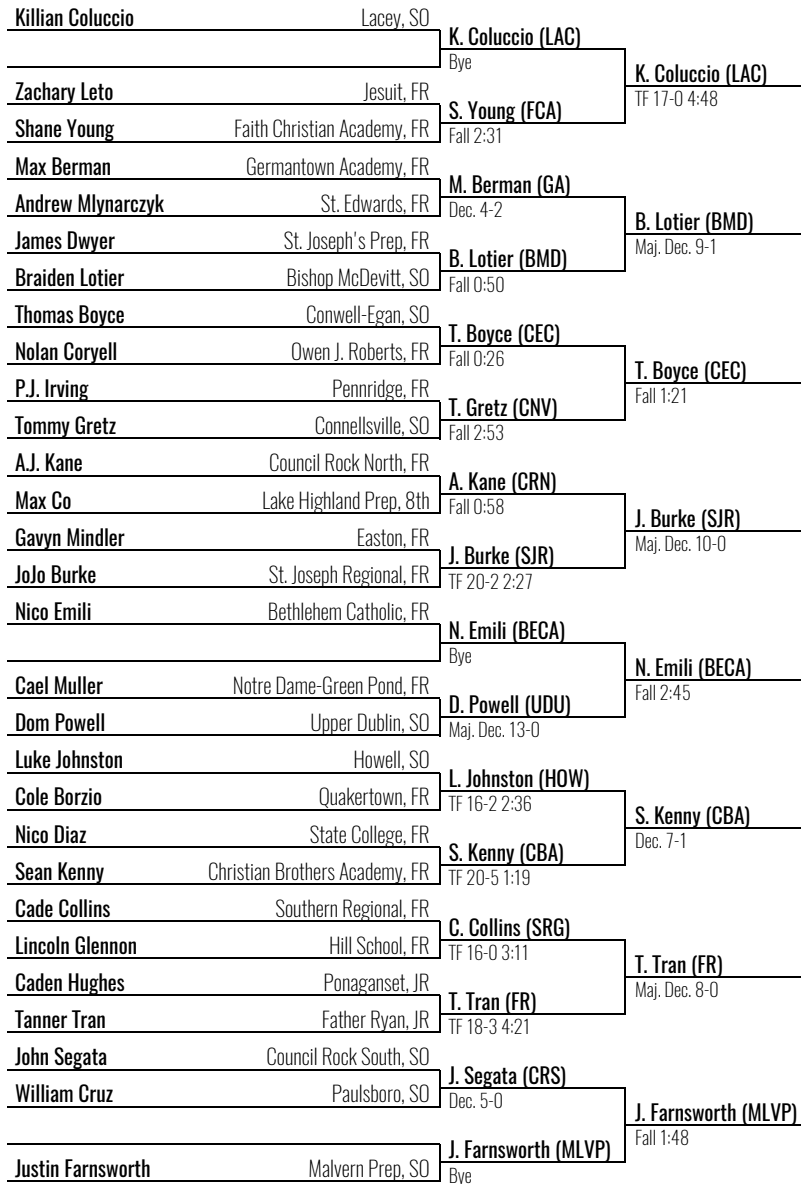 Killian Coluccio Lacey, SO
K. Coluccio (LAC)
Bye
K. Coluccio (LAC)
TF 17-0 4:48
Zachary Leto Jesuit, FR
S. Young (FCA)
Fall 2:31
Shane Young Faith Christian Academy, FR
Max Berman Germantown Academy, FR
M. Berman (GA)
Dec. 4-2
Andrew Mlynarczyk St. Edwards, FR
B. Lotier (BMD)
Maj. Dec. 9-1
James Dwyer St. Joseph's Prep, FR
B. Lotier (BMD)
Fall 0:50
Braiden Lotier Bishop McDevitt, SO
Thomas Boyce Conwell-Egan, SO
T. Boyce (CEC)
Fall 0:26
Nolan Coryell Owen J. Roberts, FR
T. Boyce (CEC)
Fall 1:21
P.J. Irving Pennridge, FR
T. Gretz (CNV)
Fall 2:53
Tommy Gretz Connellsville, SO
A.J. Kane Council Rock North, FR
A. Kane (CRN)
Fall 0:58
Max Co Lake Highland Prep, 8th
J. Burke (SJR)
Maj. Dec. 10-0
Gavyn Mindler Easton, FR
J. Burke (SJR)
TF 20-2 2:27
JoJo Burke St. Joseph Regional, FR
Nico Emili Bethlehem Catholic, FR
N. Emili (BECA)
Bye
N. Emili (BECA)
Fall 2:45
Cael Muller Notre Dame-Green Pond, FR
D. Powell (UDU)
Maj. Dec. 13-0
Dom Powell Upper Dublin, SO
Luke Johnston Howell, SO
L. Johnston (HOW)
TF 16-2 2:36
Cole Borzio Quakertown, FR
S. Kenny (CBA)
Dec. 7-1
Nico Diaz State College, FR
S. Kenny (CBA)
TF 20-5 1:19
Sean Kenny Christian Brothers Academy, FR
Cade Collins Southern Regional, FR
C. Collins (SRG)
TF 16-0 3:11
Lincoln Glennon Hill School, FR
T. Tran (FR)
Maj. Dec. 8-0
Caden Hughes Ponaganset, JR
T. Tran (FR)
TF 18-3 4:21
Tanner Tran Father Ryan, JR
John Segata Council Rock South, SO
J. Segata (CRS)
Dec. 5-0
William Cruz Paulsboro, SO
J. Farnsworth (MLVP)
Fall 1:48
J. Farnsworth (MLVP)
Bye
Justin Farnsworth Malvern Prep, SO